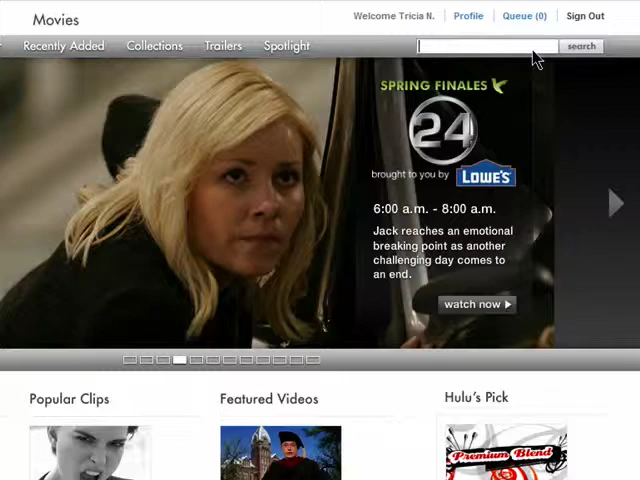 Movies
Welcome Tricia N. Profile Queue (0) Sign Out
Recently Added Collections Trailers Spotlight search
SPRING FINALES
24
brought to you by LOWE'S
6:00 a.m. - 8:00 a.m.
Jack reaches an emotional
breaking point as another
challenging day comes to
an end.
watch now
Popular Clips Featured Videos Hulu's Pick
Premium Blend